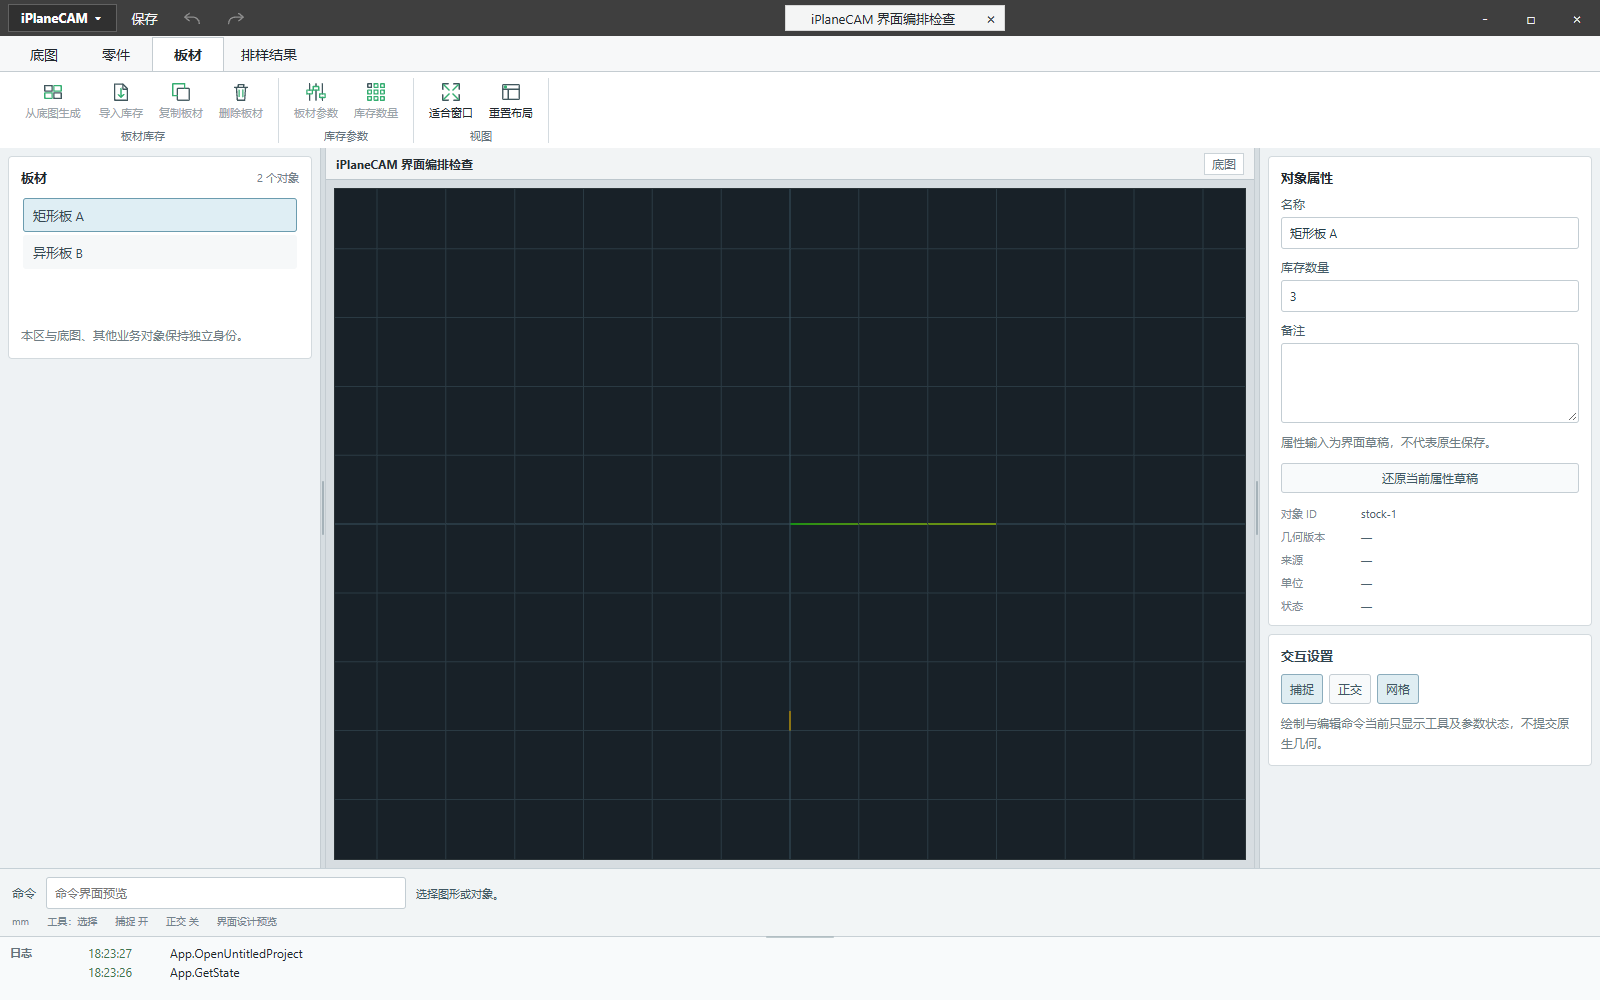 iPlaneCAM 保存 iPlaneCAM 界面编排检查
底图 零件 板材 排样结果
从底图生成 导入库存 复制板材 删除板材 板材参数 库存数量 适合窗口 重置布局
板材库存 库存参数 视图
板材 2 个对象
矩形板 A
异形板 B
本区与底图、其他业务对象保持独立身份。
iPlaneCAM 界面编排检查 底图
对象属性
名称
矩形板 A
库存数量
3
备注
属性输入为界面草稿，不代表原生保存。
还原当前属性草稿
对象 ID stock-1
几何版本 —
来源 —
单位 —
状态 —
交互设置
捕捉 正交 网格
绘制与编辑命令当前只显示工具及参数状态，不提交原
生几何。
命令 命令界面预览 选择图形或对象。
mm 工具：选择 捕捉 开 正交 关 界面设计预览
日志 18:23:27 App.OpenUntitledProject
18:23:26 App.GetState